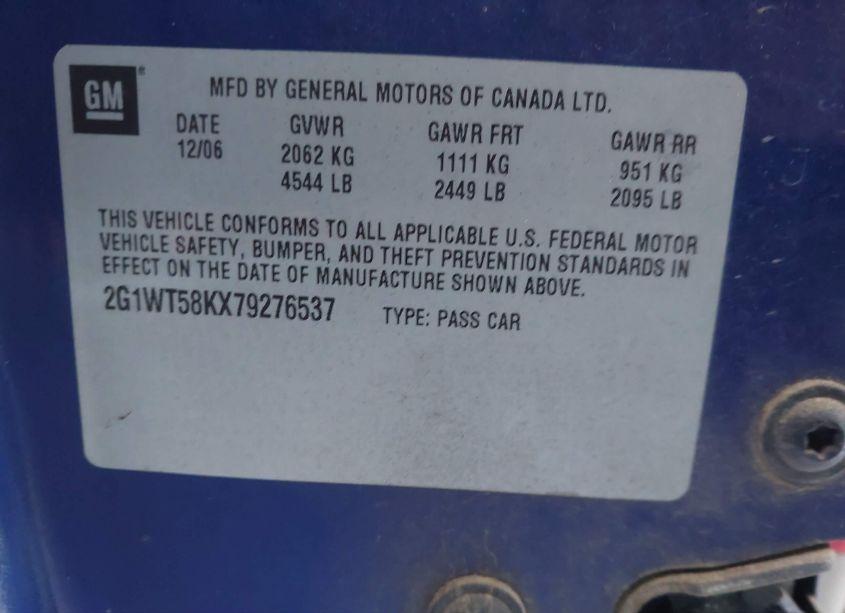 GM®
MFD BY GENERAL MOTORS OF CANADA LTD.
DATE GVWR GAWR FRT GAWR RR
12/06 2062 KG 1111 KG 951 KG
4544 LB 2449 LB 2095 LB
THIS VEHICLE CONFORMS TO ALL APPLICABLE U.S. FEDERAL MOTOR
VEHICLE SAFETY, BUMPER, AND THEFT PREVENTION STANDARDS IN
EFFECT ON THE DATE OF MANUFACTURE SHOWN ABOVE.
2G1WT58KX79276537 TYPE: PASS CAR